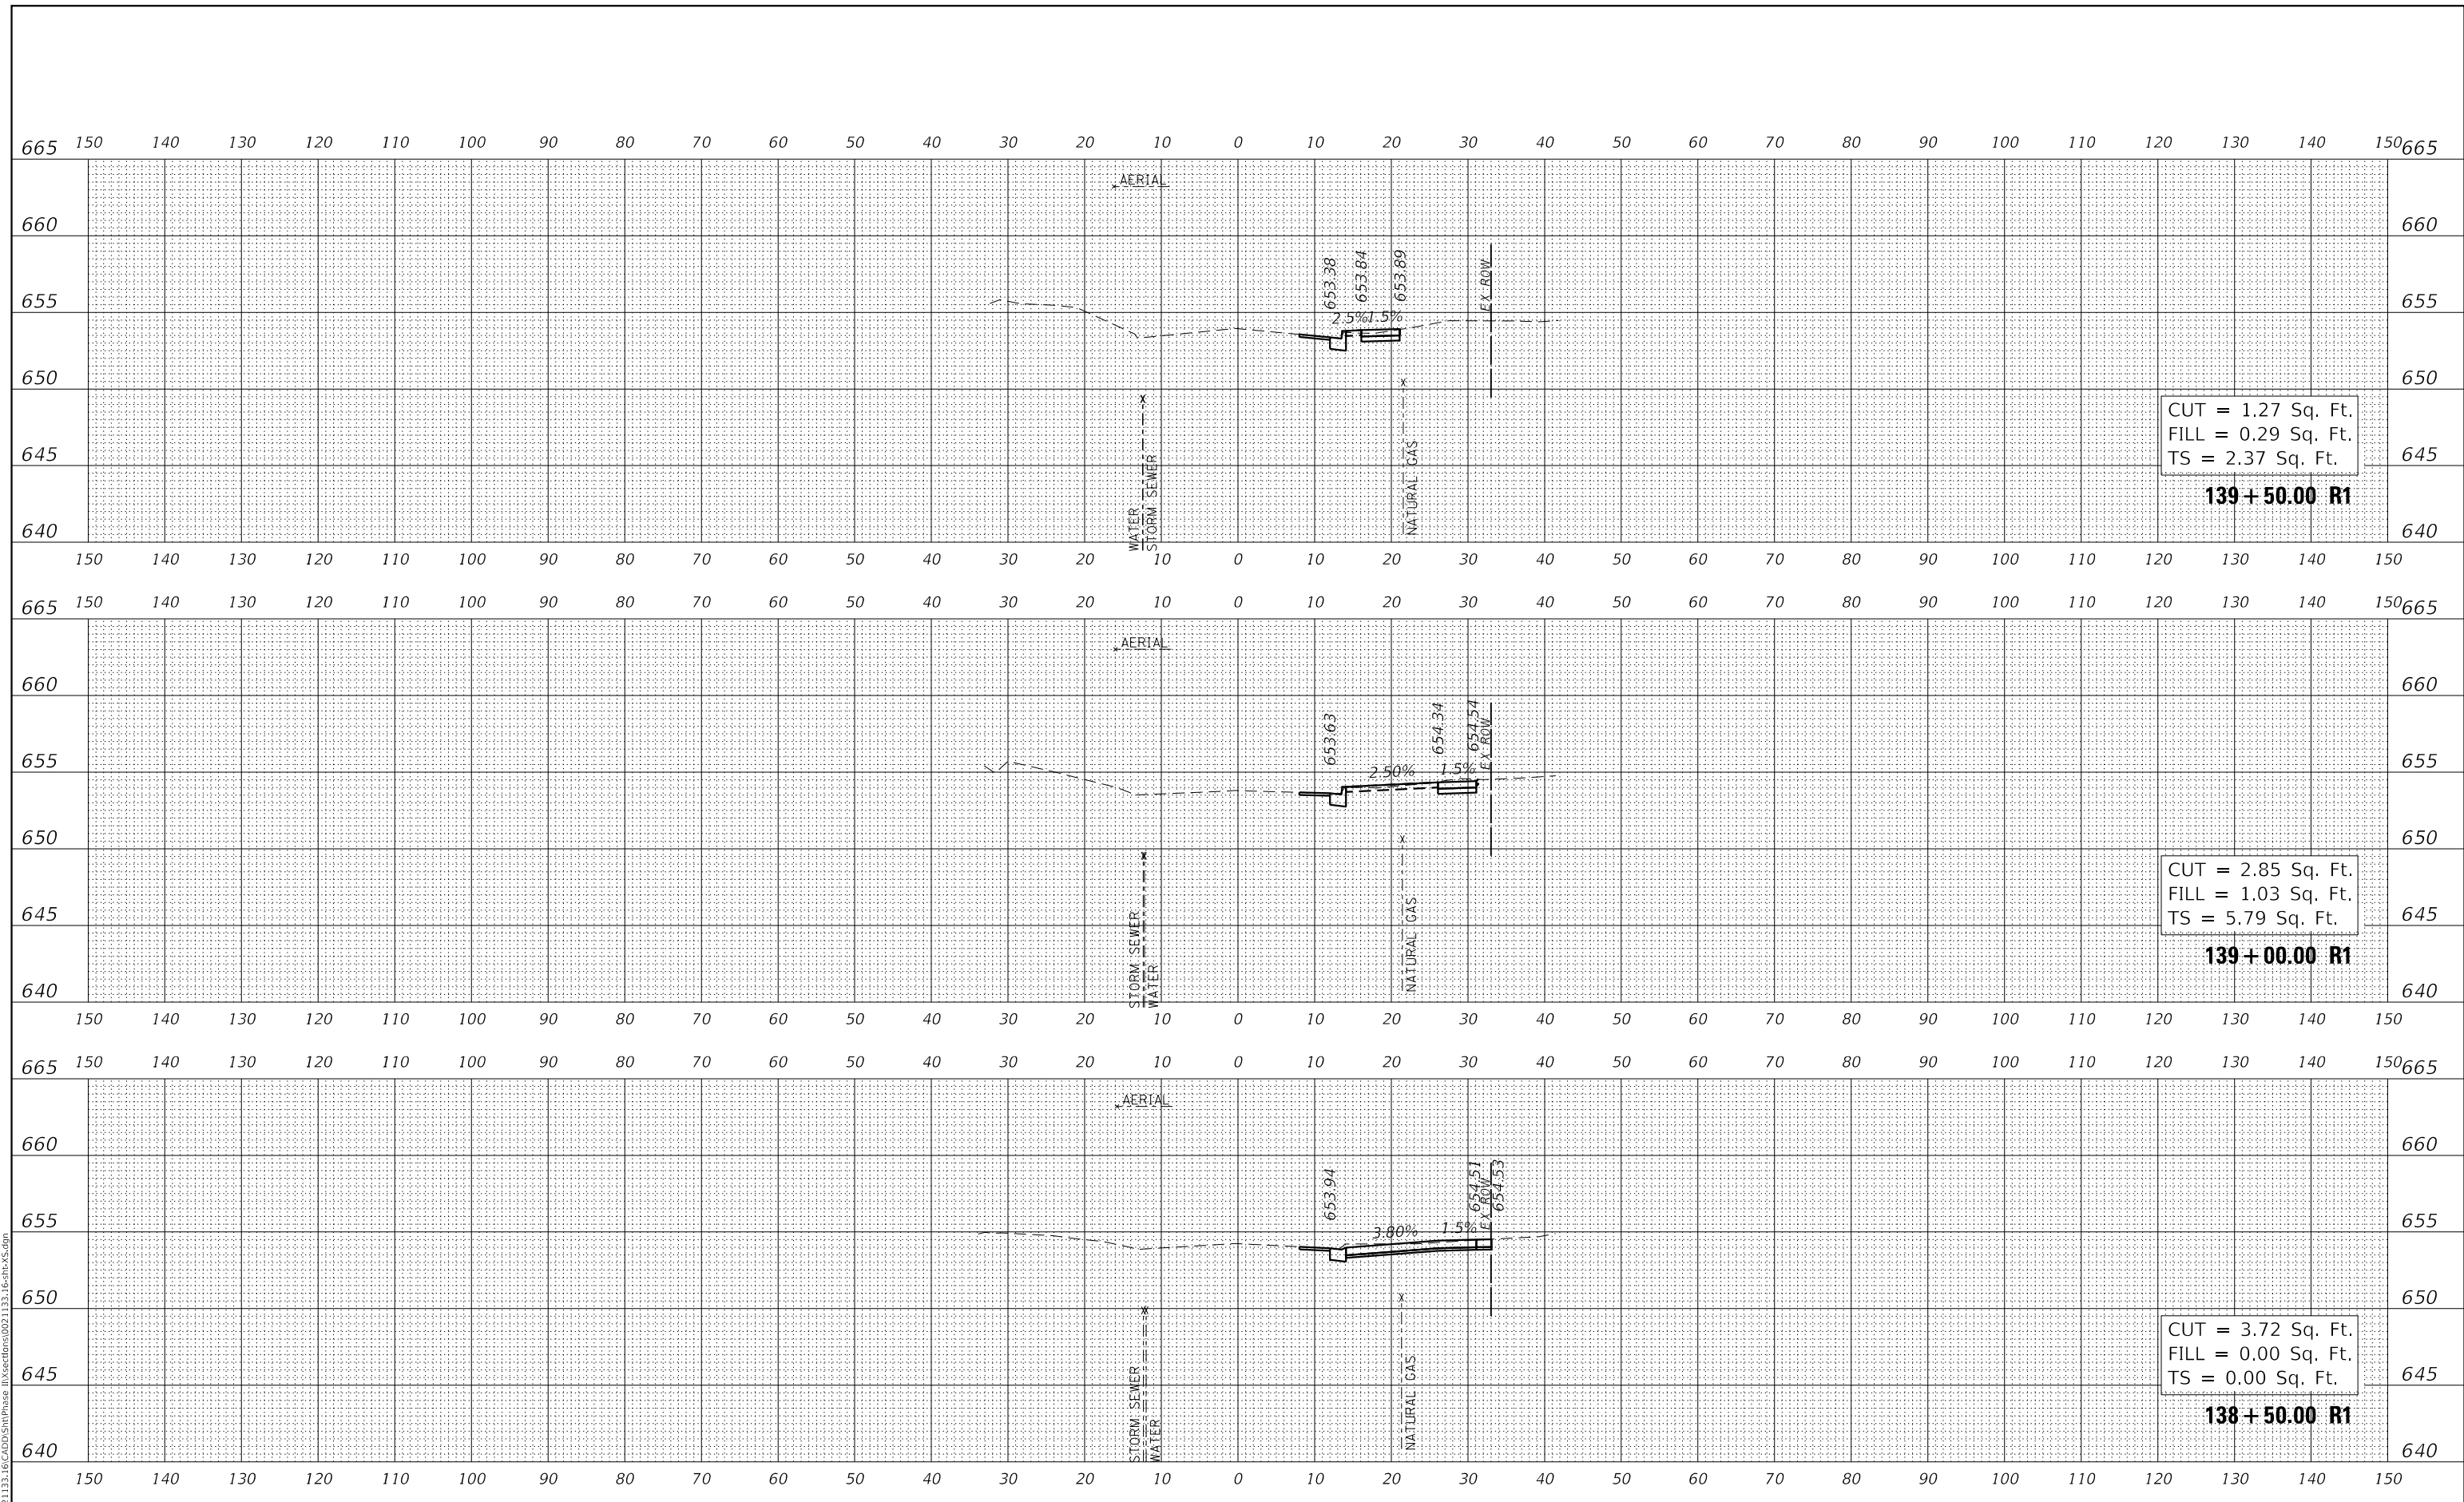 150 140 130 120 110 100 90 80 70 60 50 40 30 20 10 0 10 20 30 40 50 60 70 80 90 100 110 120 130 140 150
665 665
AERIAL
660 660
653.38 653.84 653.89 EX ROW
655 655
2.5% 1.5%
650 650
CUT = 1.27 Sq. Ft.
FILL = 0.29 Sq. Ft.
TS = 2.37 Sq. Ft.
645 645
WATER STORM SEWER NATURAL GAS
139+50.00 R1
640 640
150 140 130 120 110 100 90 80 70 60 50 40 30 20 10 0 10 20 30 40 50 60 70 80 90 100 110 120 130 140 150
150 140 130 120 110 100 90 80 70 60 50 40 30 20 10 0 10 20 30 40 50 60 70 80 90 100 110 120 130 140 150
665 665
AERIAL
660 660
653.63 654.34 654.54 EX ROW
655 655
2.50% 1.5%
650 650
CUT = 2.85 Sq. Ft.
FILL = 1.03 Sq. Ft.
TS = 5.79 Sq. Ft.
645 645
STORM SEWER WATER NATURAL GAS
139+00.00 R1
640 640
150 140 130 120 110 100 90 80 70 60 50 40 30 20 10 0 10 20 30 40 50 60 70 80 90 100 110 120 130 140 150
150 140 130 120 110 100 90 80 70 60 50 40 30 20 10 0 10 20 30 40 50 60 70 80 90 100 110 120 130 140 150
665 665
AERIAL
660 660
653.94 654.51 EX ROW 654.53
655 655
3.80% 1.5%
650 650
CUT = 3.72 Sq. Ft.
FILL = 0.00 Sq. Ft.
TS = 0.00 Sq. Ft.
645 645
STORM SEWER WATER NATURAL GAS
138+50.00 R1
640 640
150 140 130 120 110 100 90 80 70 60 50 40 30 20 10 0 10 20 30 40 50 60 70 80 90 100 110 120 130 140 150
21133.16\CADD\Sht\Phase II\Xsections\0021133.16-sht-XS.dgn